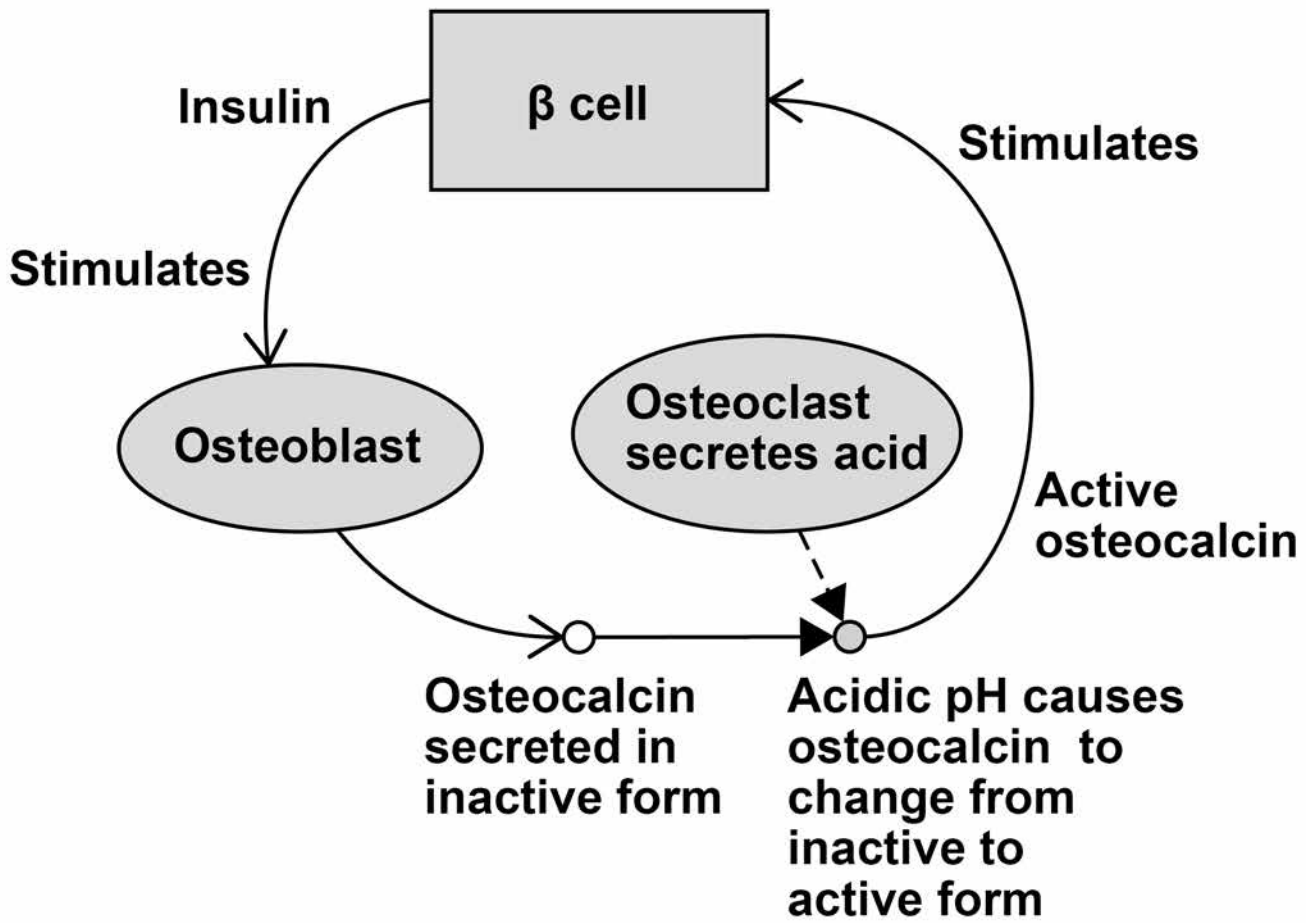 β cell
Insulin
Stimulates
Stimulates
Osteoblast
Osteoclast
secretes acid
Active
osteocalcin
Osteocalcin
secreted in
inactive form
Acidic pH causes
osteocalcin to
change from
inactive to
active form